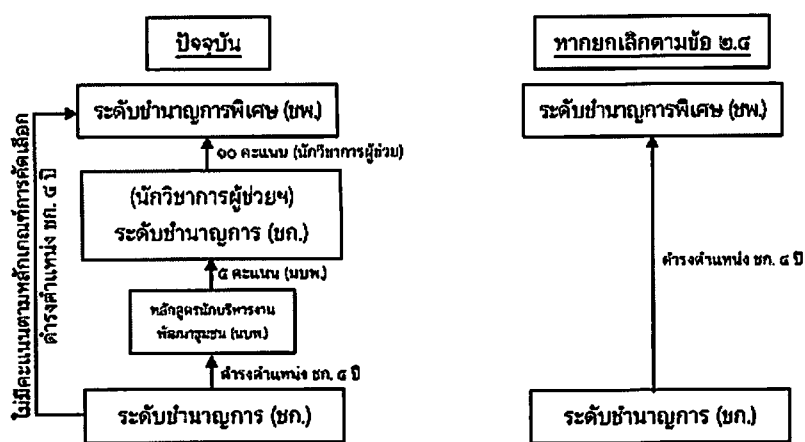 ปัจจุบัน
ระดับชำนาญการพิเศษ (ชพ.)
๑๐ คะแนน (นักวิชาการผู้ช่วย)
(นักวิชาการผู้ช่วยฯ)
ระดับชำนาญการ (ชก.)
๕ คะแนน (นบพ.)
หลักสูตรนักบริหารงาน
พัฒนาชุมชน (นบพ.)
ดำรงตำแหน่ง ชก. ๔ ปี
ระดับชำนาญการ (ชก.)
ไม่มีคะแนนตามหลักเกณฑ์การคัดเลือก
ดำรงตำแหน่ง ชก. ๔ ปี
หากยกเลิกตามข้อ ๒.๔
ระดับชำนาญการพิเศษ (ชพ.)
ดำรงตำแหน่ง ชก. ๔ ปี
ระดับชำนาญการ (ชก.)